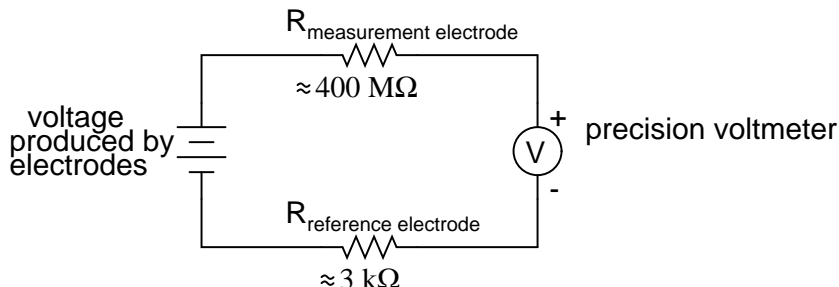 R measurement electrode
≈ 400 MΩ
voltage
produced by
electrodes
+
V
-
precision voltmeter
R reference electrode
≈ 3 kΩ